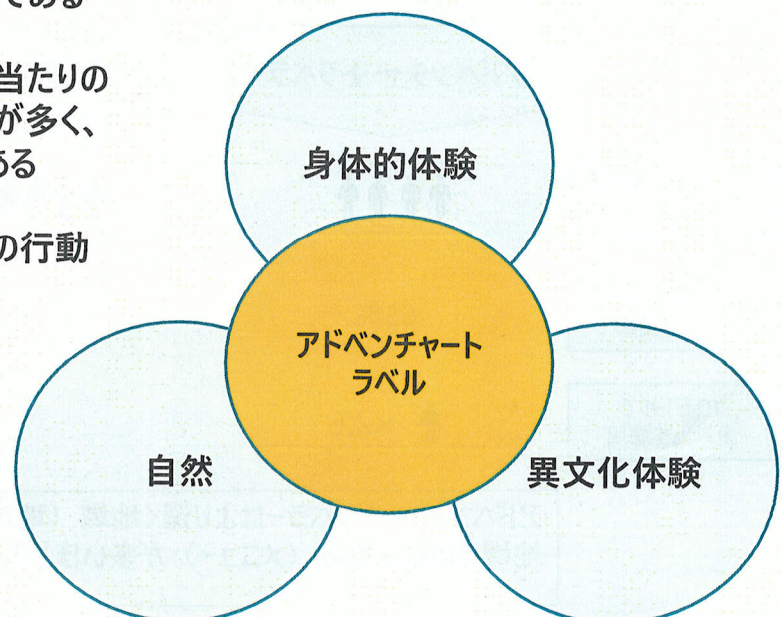 である
当たりの
が多く、
ある
の行動
身体的体験
アドベンチャート
ラベル
自然
異文化体験